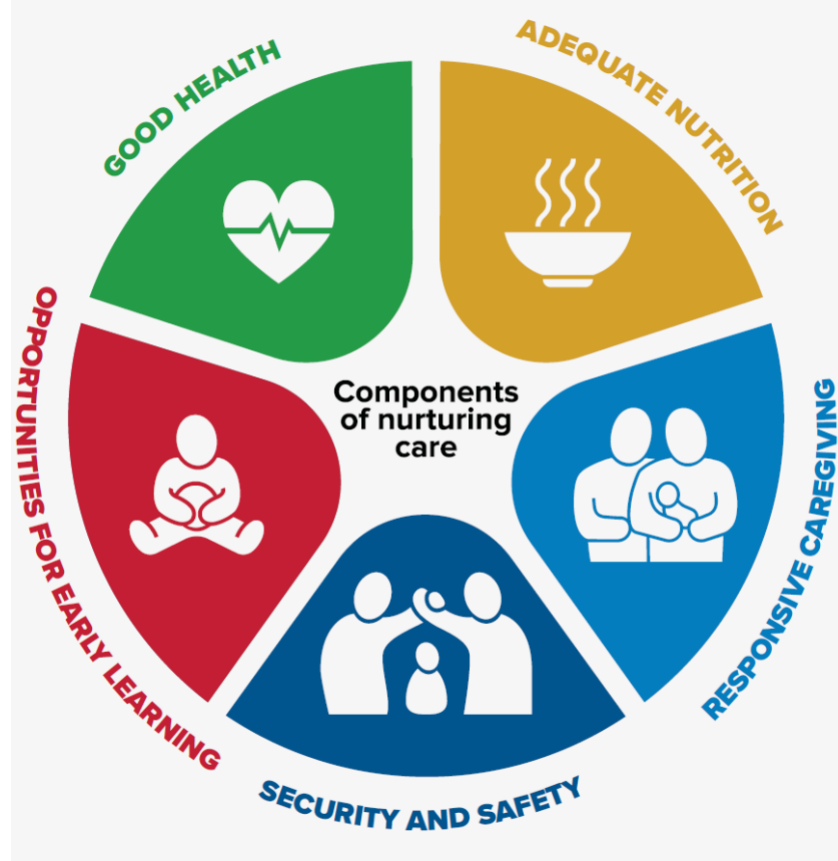 GOOD HEALTH
ADEQUATE NUTRITION
OPPORTUNITIES FOR EARLY LEARNING
Components
of nurturing
care
RESPONSIVE CAREGIVING
SECURITY AND SAFETY